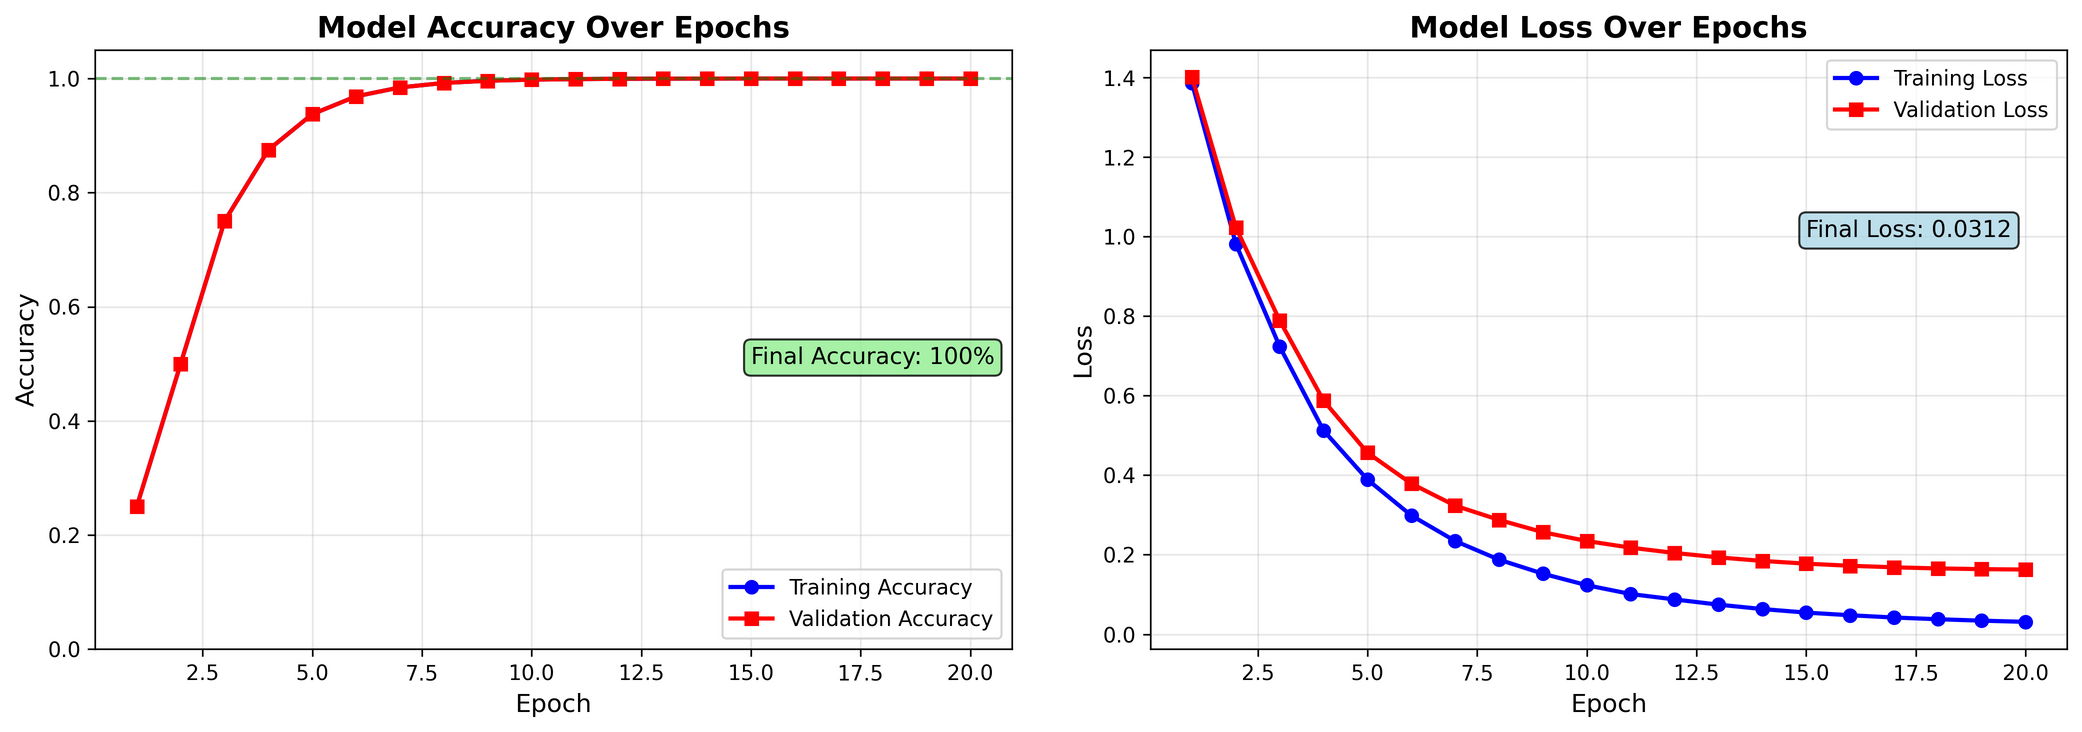 Model Accuracy Over Epochs
1.0
0.8
0.6
0.4
0.2
0.0
Accuracy
Final Accuracy: 100%
Training Accuracy
Validation Accuracy
2.5 5.0 7.5 10.0 12.5 15.0 17.5 20.0
Epoch
Model Loss Over Epochs
1.4
1.2
1.0
0.8
0.6
0.4
0.2
0.0
Loss
Training Loss
Validation Loss
Final Loss: 0.0312
2.5 5.0 7.5 10.0 12.5 15.0 17.5 20.0
Epoch